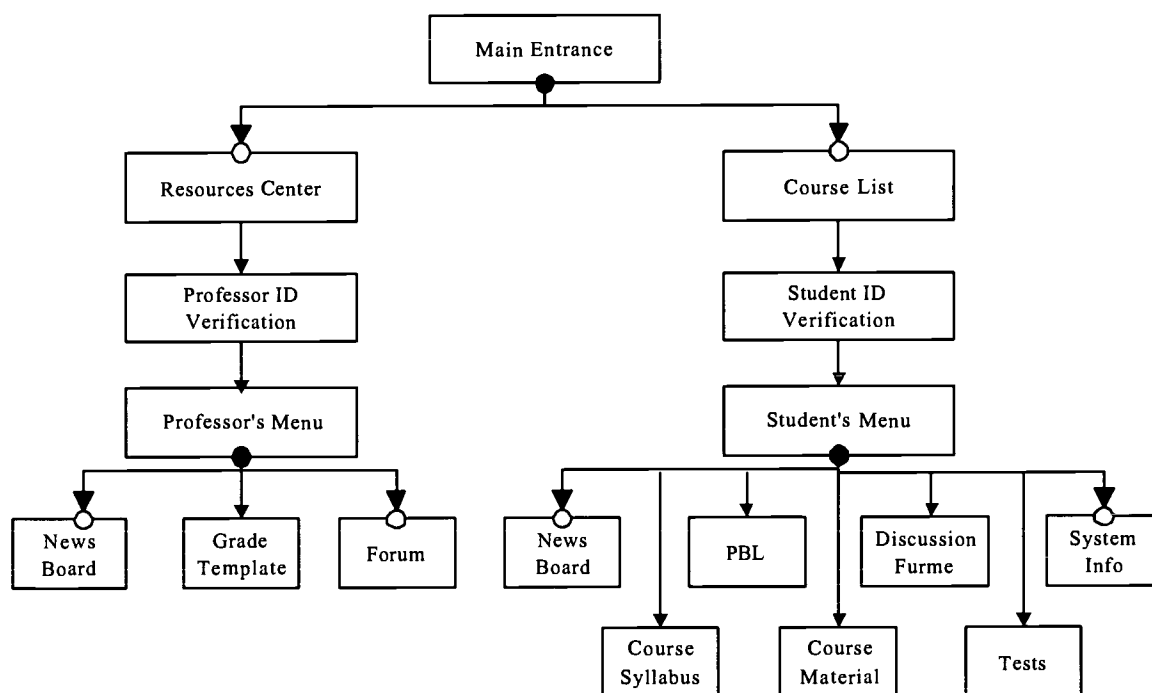 Main Entrance
Resources Center
Course List
Professor ID
Verification
Student ID
Verification
Professor's Menu
Student's Menu
News
Board
Grade
Template
Forum
News
Board
PBL
Discussion
Furme
System
Info
Course
Syllabus
Course
Material
Tests